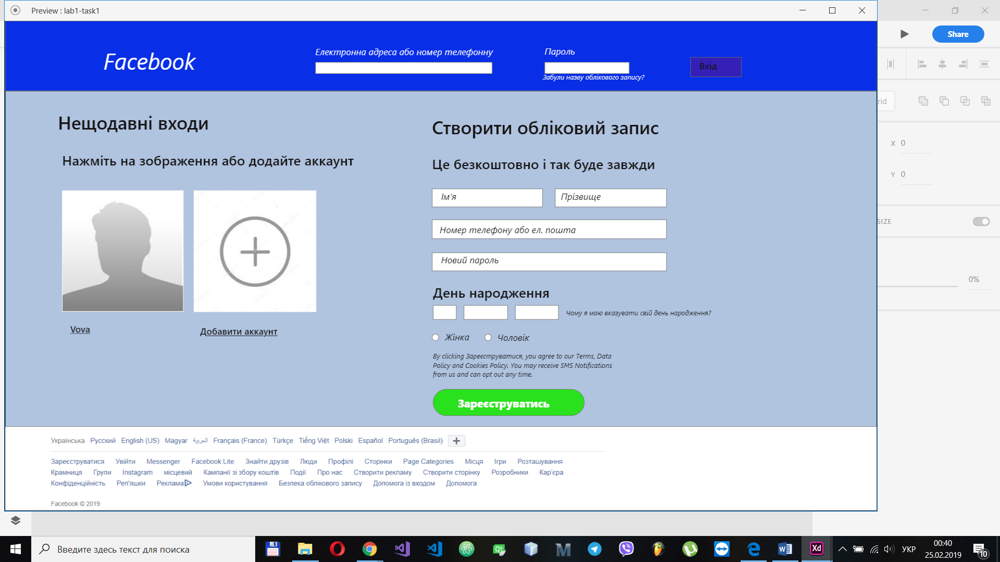 Preview : lab1-task1
Share
Facebook
Електронна адреса або номер телефонну
Пароль
Забули назву облікового запису?
Вхід
rid
Нещодавні входи
Нажміть на зображення або додайте аккаунт
Vova
Добавити аккаунт
Створити обліковий запис
Це безкоштовно і так буде завжди
Ім'я
Прізвище
Номер телефону або ел. пошта
Новий пароль
День народження
Чому я маю вказувати свій день народження?
Жінка Чоловік
By clicking Зареєструватися, you agree to our Terms, Data
Policy and Cookies Policy. You may receive SMS Notifications
from us and can opt out any time.
Зареєструватись
X 0
Y 0
SIZE
0%
Українська Русский English (US) Magyar العربية Français (France) Türkçe Tiếng Việt Polski Español Português (Brasil)
Зареєструватися Увійти Messenger Facebook Lite Знайти друзів Люди Профілі Сторінки Page Categories Місця Ігри Розташування
Крамниця Групи Instagram місцевий Кампанії зі збору коштів Події Про нас Створити рекламу Створити сторінку Розробники Кар'єра
Конфіденційність Реп'яшки Реклама Умови користування Безпека облікового запису Допомога із входом Допомога
Facebook © 2019
Введите здесь текст для поиска
Qt
Xd
УКР
00:40
25.02.2019
10